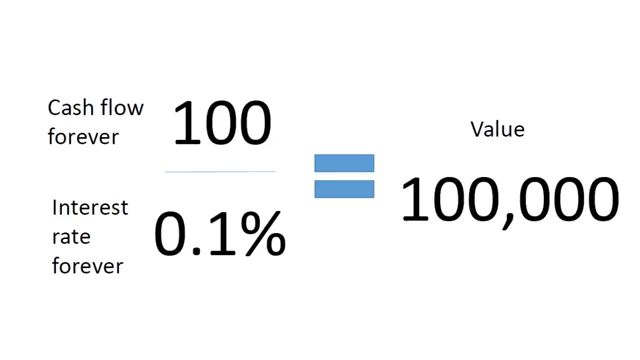 Cash flow
forever
100
Interest
rate
forever
0.1%
Value
100,000